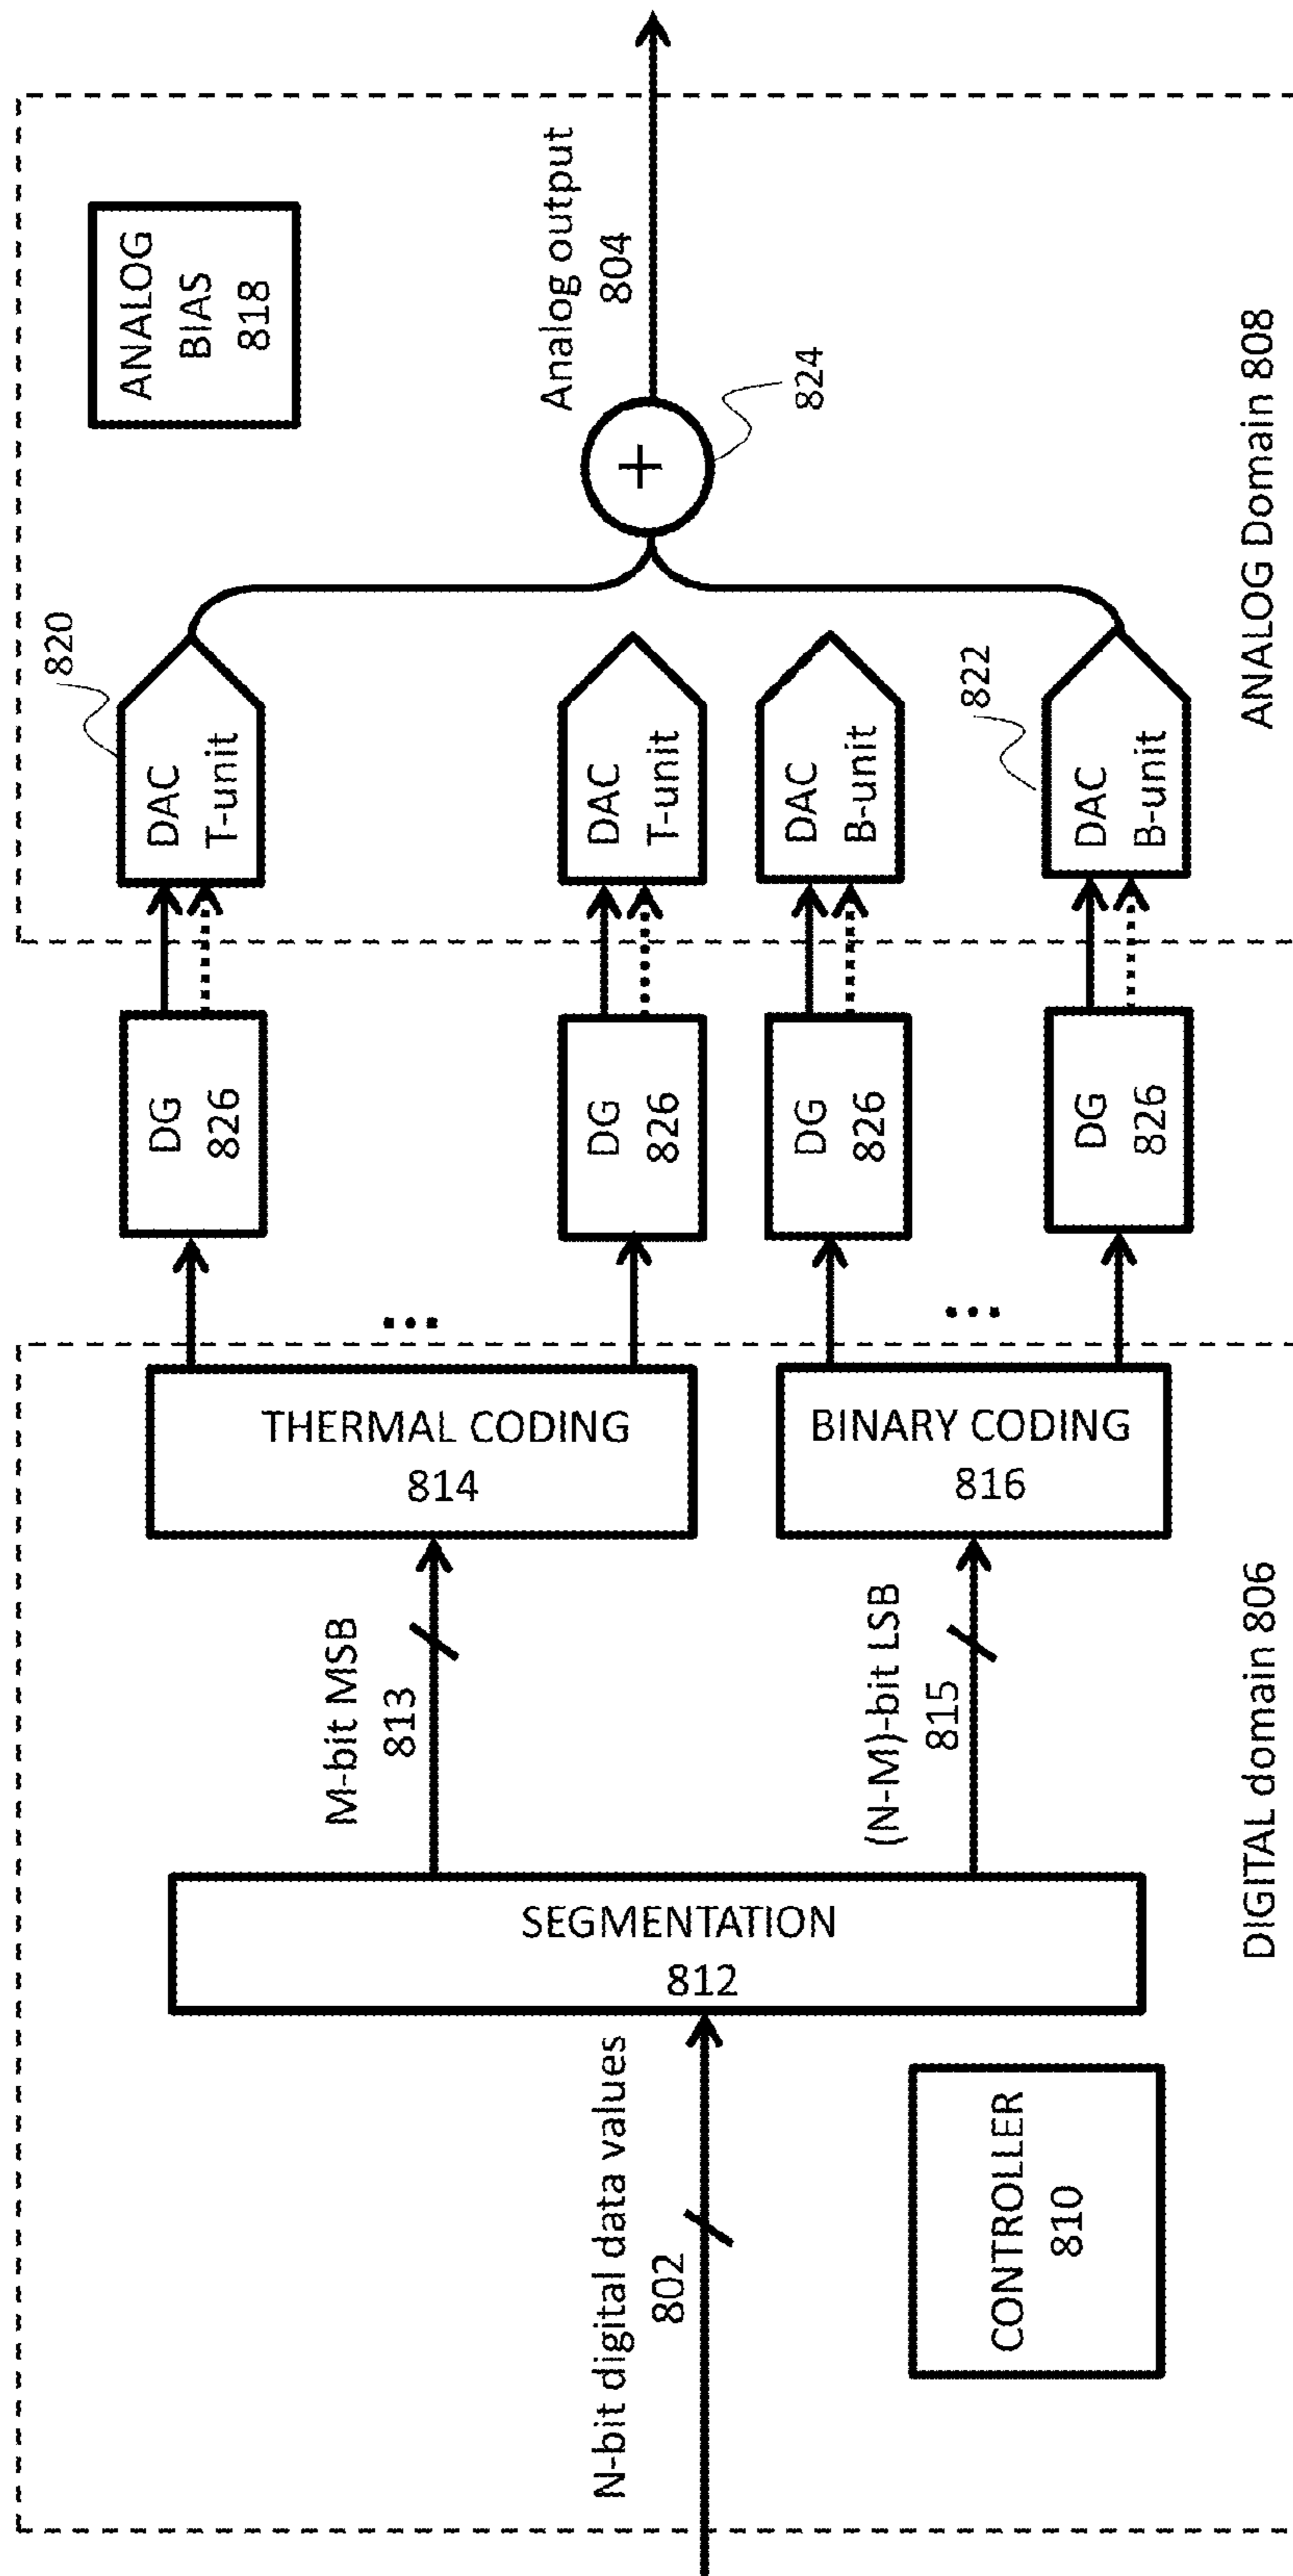 N-bit digital data values
802
CONTROLLER
810
SEGMENTATION
812
M-bit MSB
813
(N-M)-bit LSB
815
DIGITAL domain 806
THERMAL CODING
814
BINARY CODING
816
...
...
DG
826
DG
826
DG
826
DG
826
DAC
T-unit
820
DAC
T-unit
DAC
B-unit
DAC
B-unit
822
+
824
Analog output
804
ANALOG
BIAS
818
ANALOG Domain 808